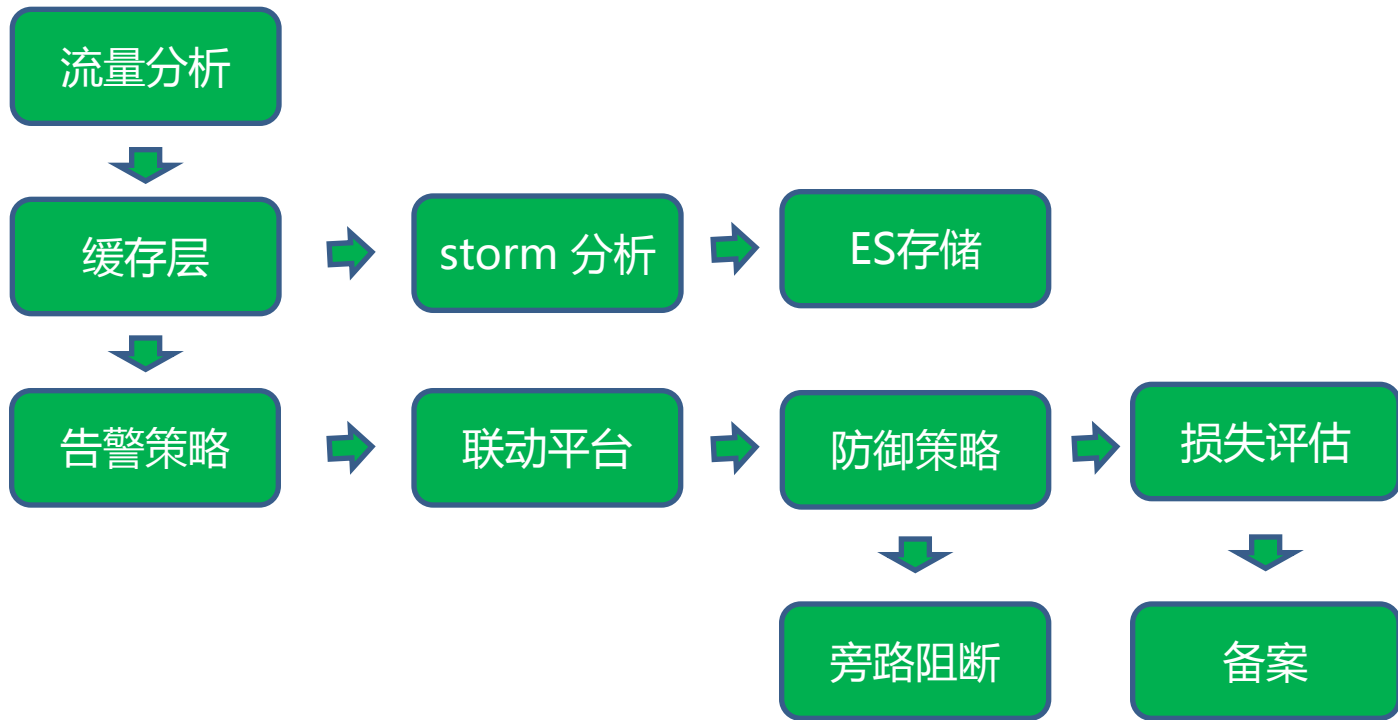 流量分析
缓存层
storm 分析
ES存储
告警策略
联动平台
防御策略
损失评估
旁路阻断
备案